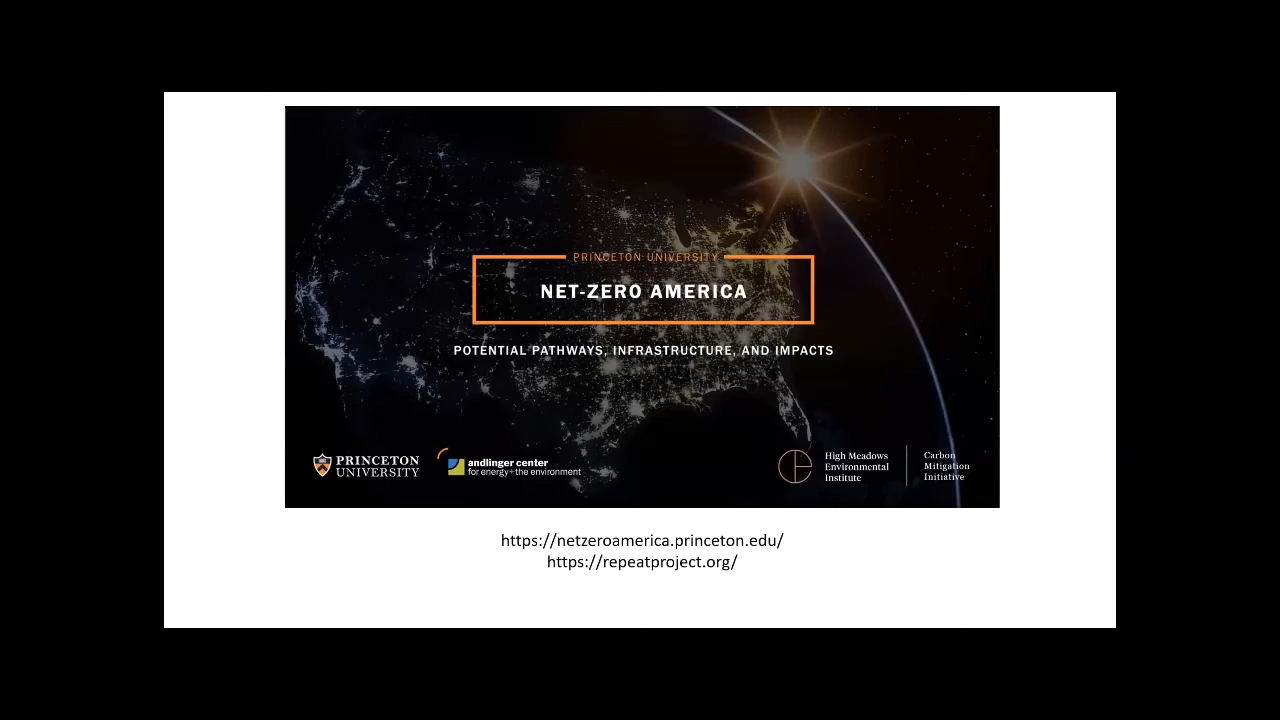 PRINCETON UNIVERSITY
NET-ZERO AMERICA
POTENTIAL PATHWAYS, INFRASTRUCTURE, AND IMPACTS
PRINCETON
UNIVERSITY
andlinger center
for energy+the environment
High Meadows
Environmental
Institute
Carbon
Mitigation
Initiative
https://netzeroamerica.princeton.edu/
https://repeatproject.org/